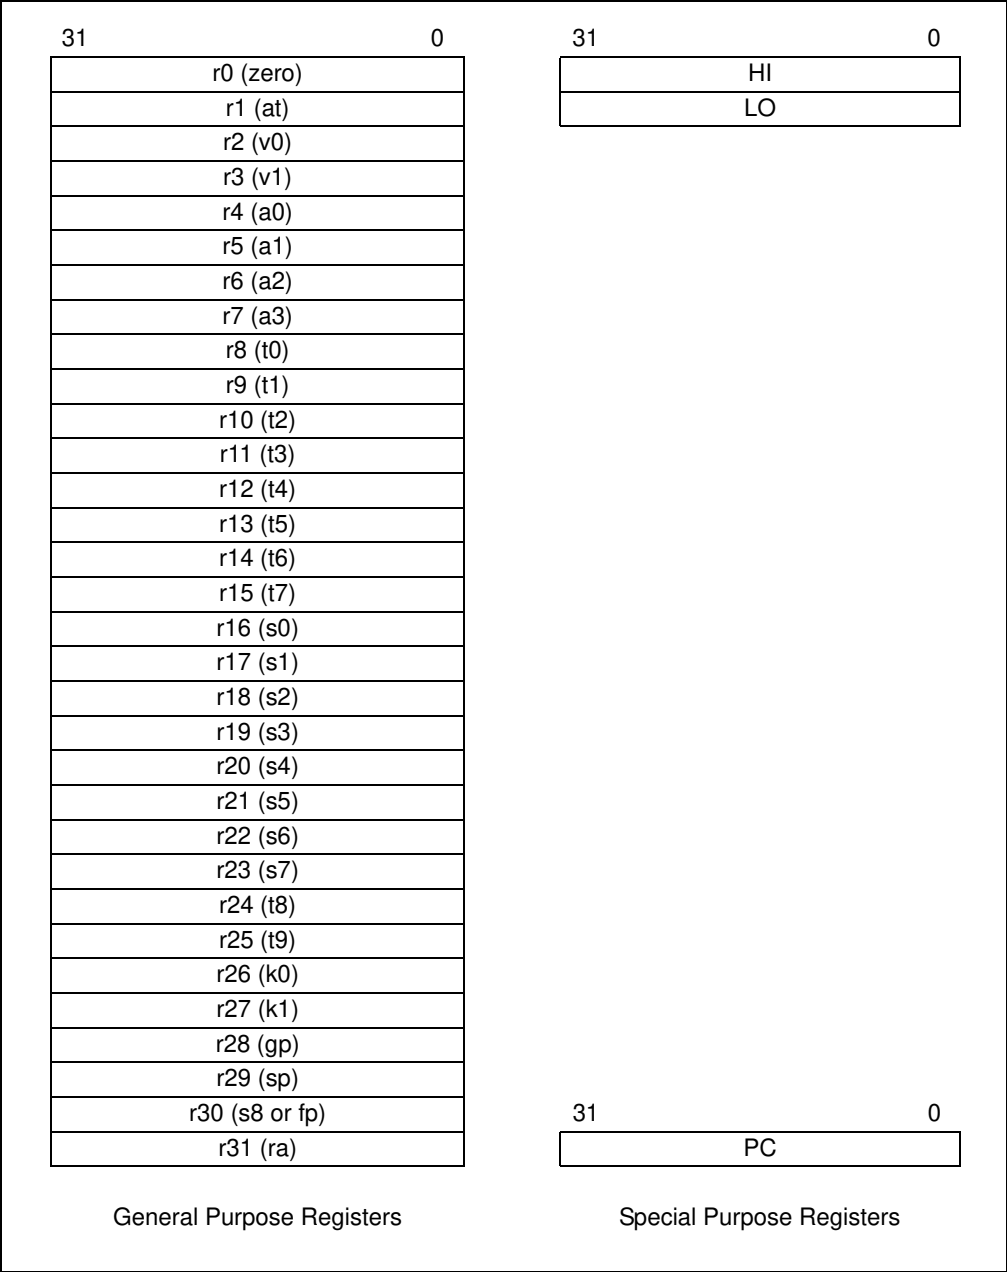 31 0
r0 (zero)
r1 (at)
r2 (v0)
r3 (v1)
r4 (a0)
r5 (a1)
r6 (a2)
r7 (a3)
r8 (t0)
r9 (t1)
r10 (t2)
r11 (t3)
r12 (t4)
r13 (t5)
r14 (t6)
r15 (t7)
r16 (s0)
r17 (s1)
r18 (s2)
r19 (s3)
r20 (s4)
r21 (s5)
r22 (s6)
r23 (s7)
r24 (t8)
r25 (t9)
r26 (k0)
r27 (k1)
r28 (gp)
r29 (sp)
r30 (s8 or fp)
r31 (ra)
General Purpose Registers
31 0
HI
LO
31 0
PC
Special Purpose Registers